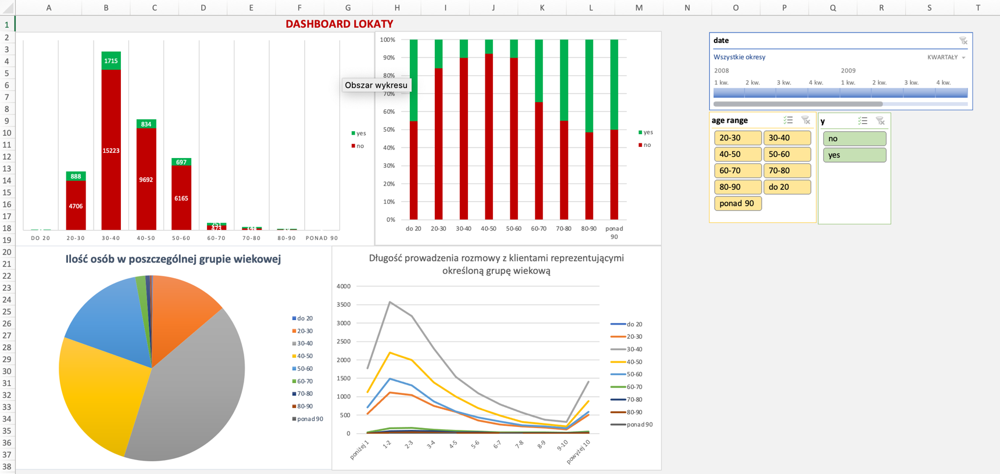 A B C D E F G H I J K L M N O P Q R S T
1 2 3 4 5 6 7 8 9 10 11 12 13 14 15 16 17 18 19 20 21 22 23 24 25 26 27 28 29 30 31 32 33 34 35 36 37 38
DASHBOARD LOKATY
1715
15223
834
9692
697
6165
888
4706
251
473
DO 20 20-30 30-40 40-50 50-60 60-70 70-80 80-90 PONAD 90
yes
no
Obszar wykresu
100%
90%
80%
70%
60%
50%
40%
30%
20%
10%
0%
do 20 20-30 30-40 40-50 50-60 60-70 70-80 80-90 ponad
90
yes
no
date
Wszystkie okresy KWARTAŁY
2008 2009
1 kw. 2 kw. 3 kw. 4 kw. 1 kw. 2 kw. 3 kw. 4 kw.
age range
20-30 30-40
40-50 50-60
60-70 70-80
80-90 do 20
ponad 90
y
no
yes
Ilość osób w poszczególnej grupie wiekowej
do 20
20-30
30-40
40-50
50-60
60-70
70-80
80-90
ponad 90
Długość prowadzenia rozmowy z klientami reprezentującymi
określoną grupę wiekową
4000
3500
3000
2500
2000
1500
1000
500
0
poniżej 1 1-2 2-3 3-4 4-5 5-6 6-7 7-8 8-9 9-10 powyżej 10
do 20
20-30
30-40
40-50
50-60
60-70
70-80
80-90
ponad 90